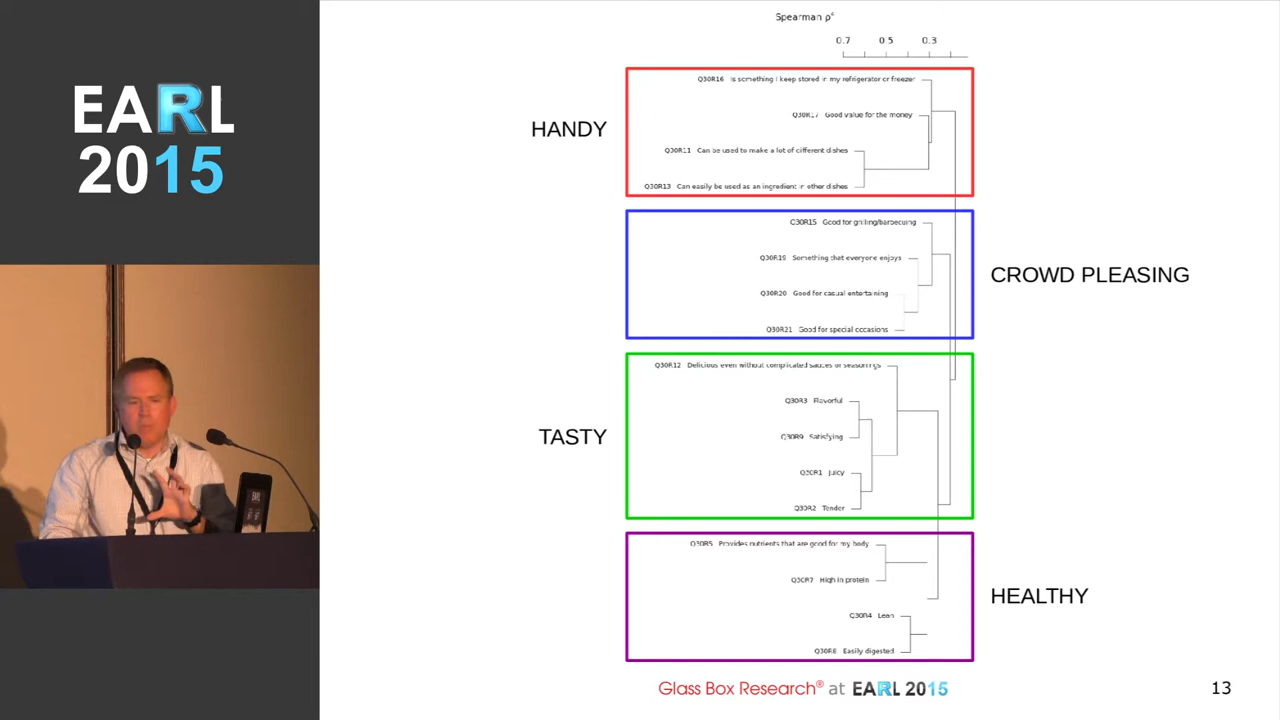 EARL
2015
Spearman ρ²
0.7 0.5 0.3
HANDY
Q30R16 Is something I keep stored in my refrigerator or freezer
Q30R17 Good value for the money
Q30R11 Can be used to make a lot of different dishes
Q30R13 Can easily be used as an ingredient in other dishes
CROWD PLEASING
Q30R15 Good for grilling/barbecuing
Q30R19 Something that everyone enjoys
Q30R20 Good for casual entertaining
Q30R21 Good for special occasions
TASTY
Q30R12 Delicious even without complicated sauces or seasonings
Q30R3 Flavorful
Q30R9 Satisfying
Q30R1 Juicy
Q30R2 Tender
HEALTHY
Q30R5 Provides nutrients that are good for my body
Q30R7 High in protein
Q30R4 Lean
Q30R8 Easily digested
Glass Box Research® at EARL 2015
13